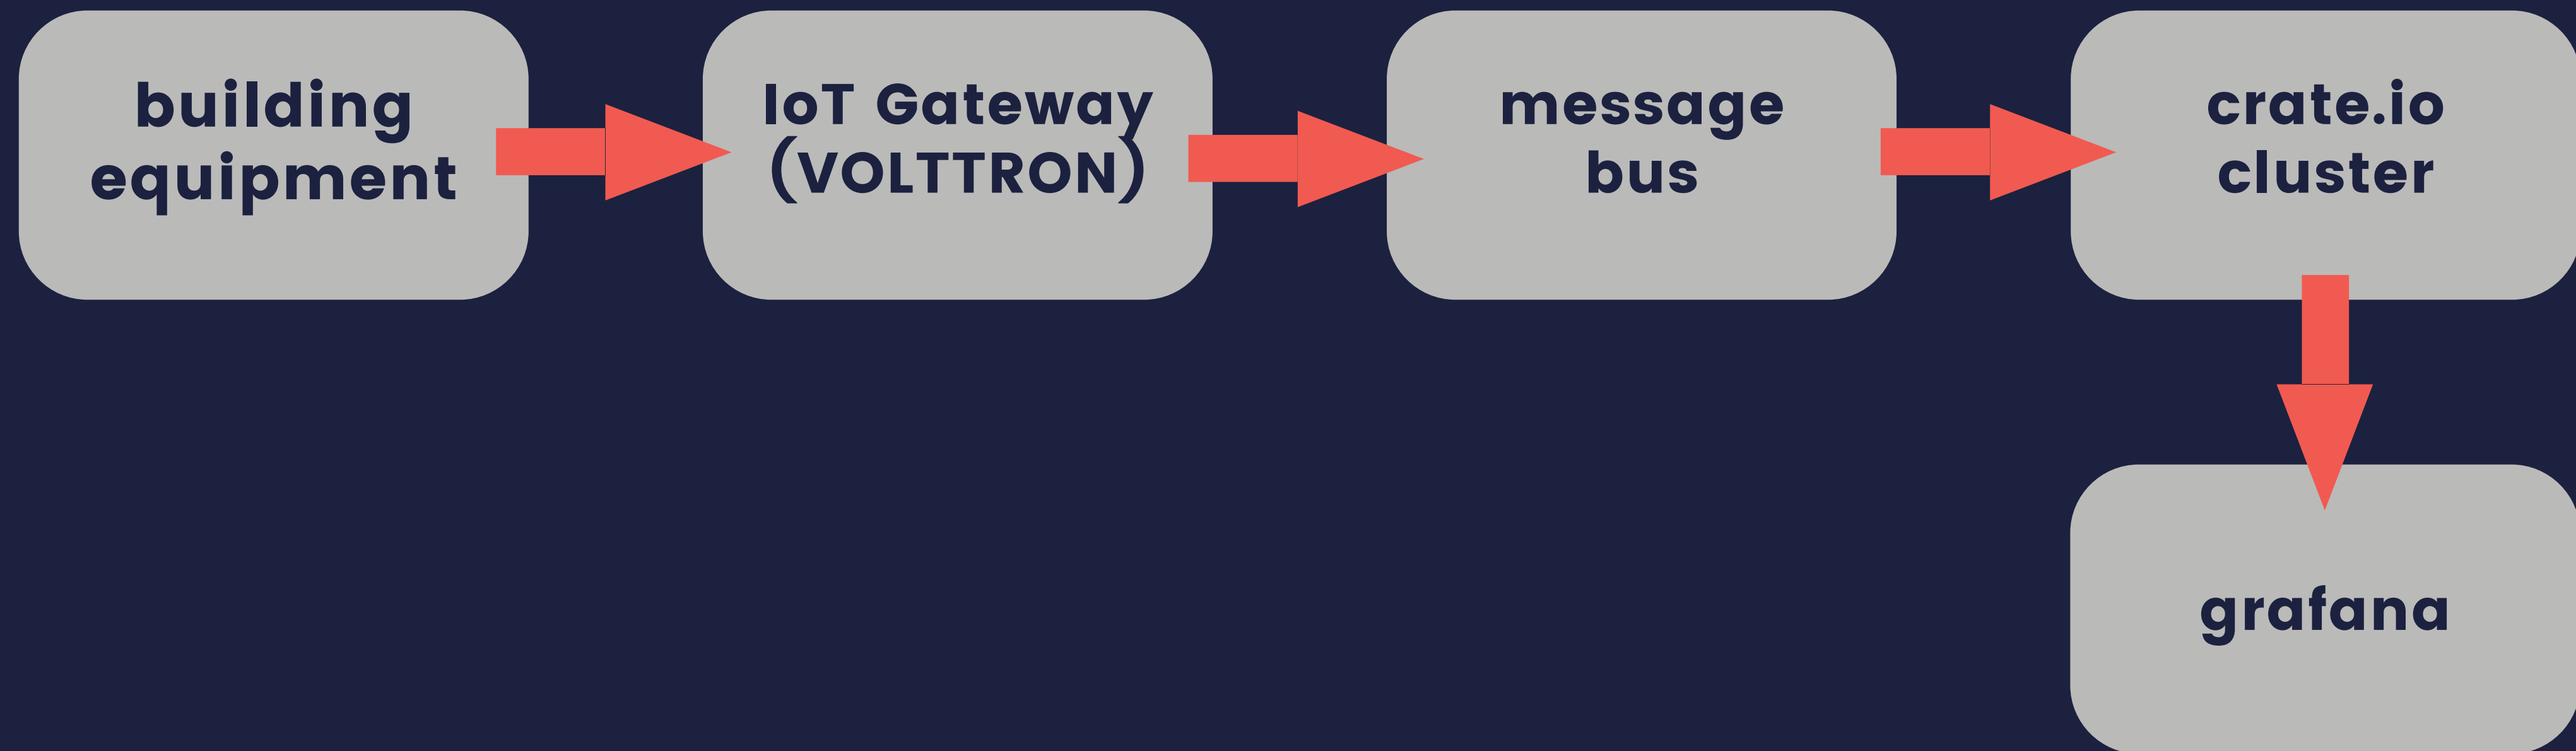 building
equipment
IoT Gateway
(VOLTTRON)
message
bus
crate.io
cluster
grafana